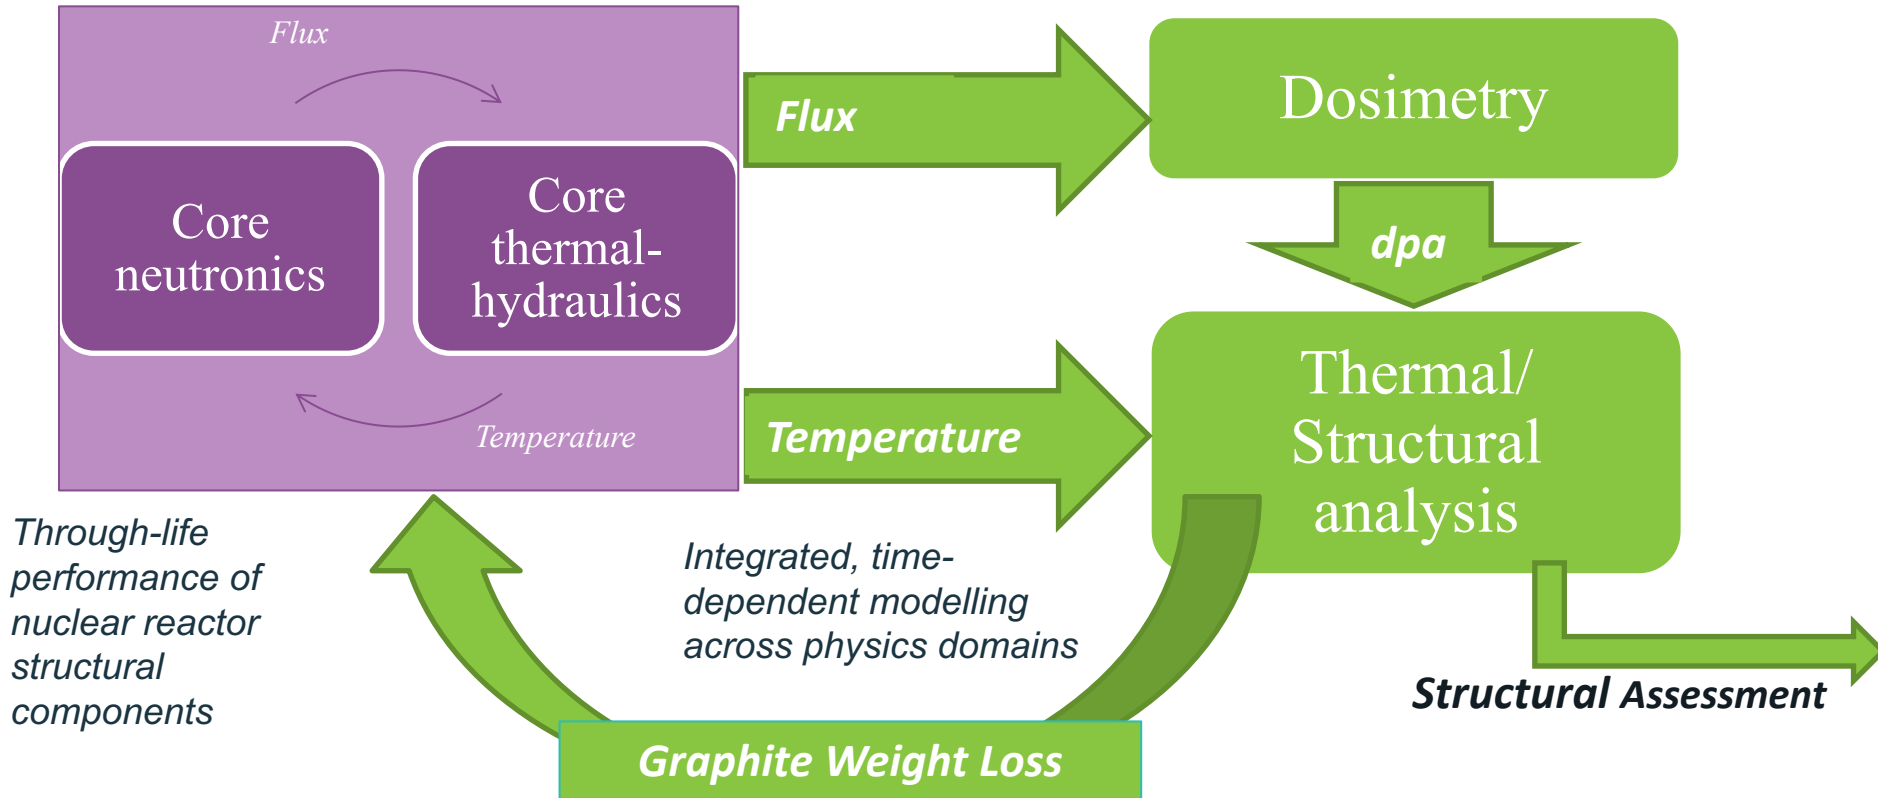 Flux
Core
neutronics
Core
thermal-
hydraulics
Temperature
Flux
Dosimetry
dpa
Temperature
Thermal/
Structural
analysis
Through-life
performance of
nuclear reactor
structural
components
Integrated, time-
dependent modelling
across physics domains
Structural Assessment
Graphite Weight Loss